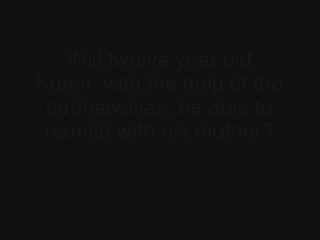 Will twelve year old
Kunal, with the help of the
dabbawallas, be able to
reunite with his mother?